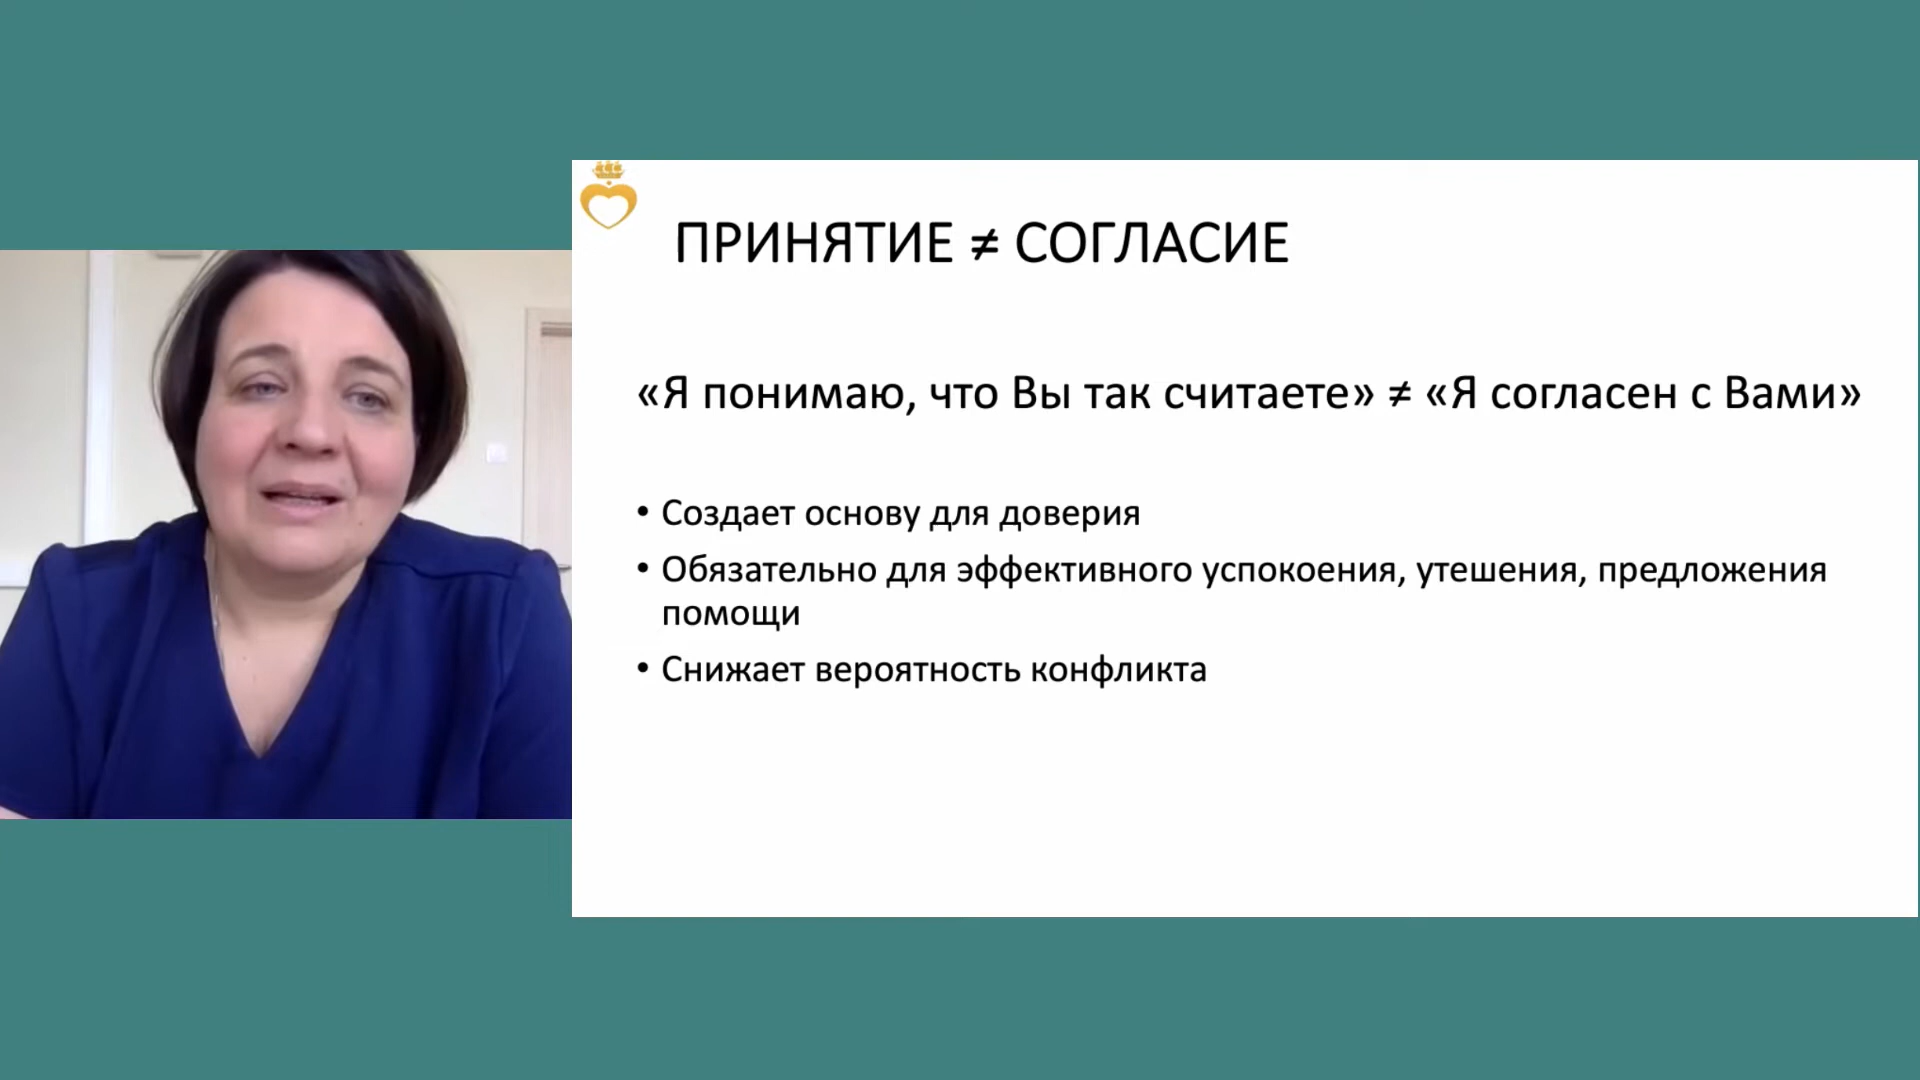 ПРИНЯТИЕ ≠ СОГЛАСИЕ
«Я понимаю, что Вы так считаете» ≠ «Я согласен с Вами»
• Создает основу для доверия
• Обязательно для эффективного успокоения, утешения, предложения
помощи
• Снижает вероятность конфликта